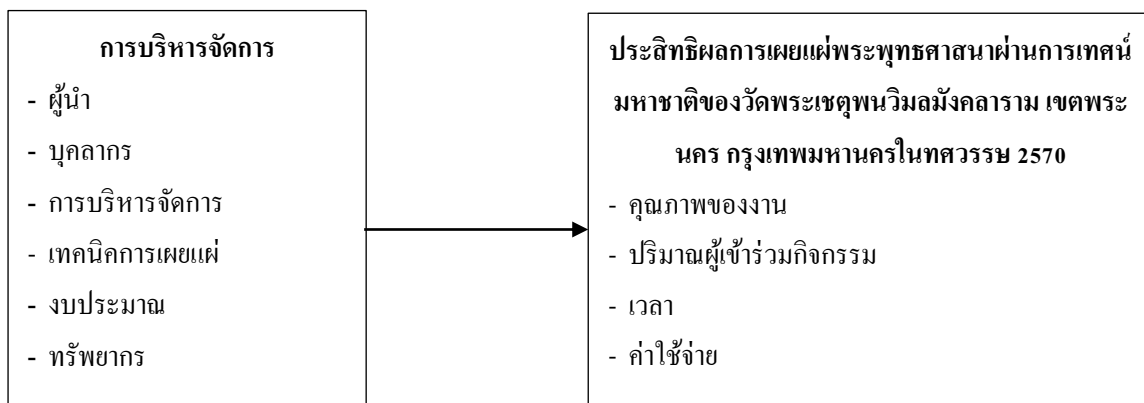 การบริหารจัดการ
- ผู้นำ
- บุคลากร
- การบริหารจัดการ
- เทคนิคการเผยแผ่
- งบประมาณ
- ทรัพยากร
ประสิทธิผลการเผยแผ่พระพุทธศาสนาผ่านการเทศน์
มหาชาติของวัดพระเชตุพนวิมลมังคลาราม เขตพระ
นคร กรุงเทพมหานครในทศวรรษ 2570
- คุณภาพของงาน
- ปริมาณผู้เข้าร่วมกิจกรรม
- เวลา
- ค่าใช้จ่าย